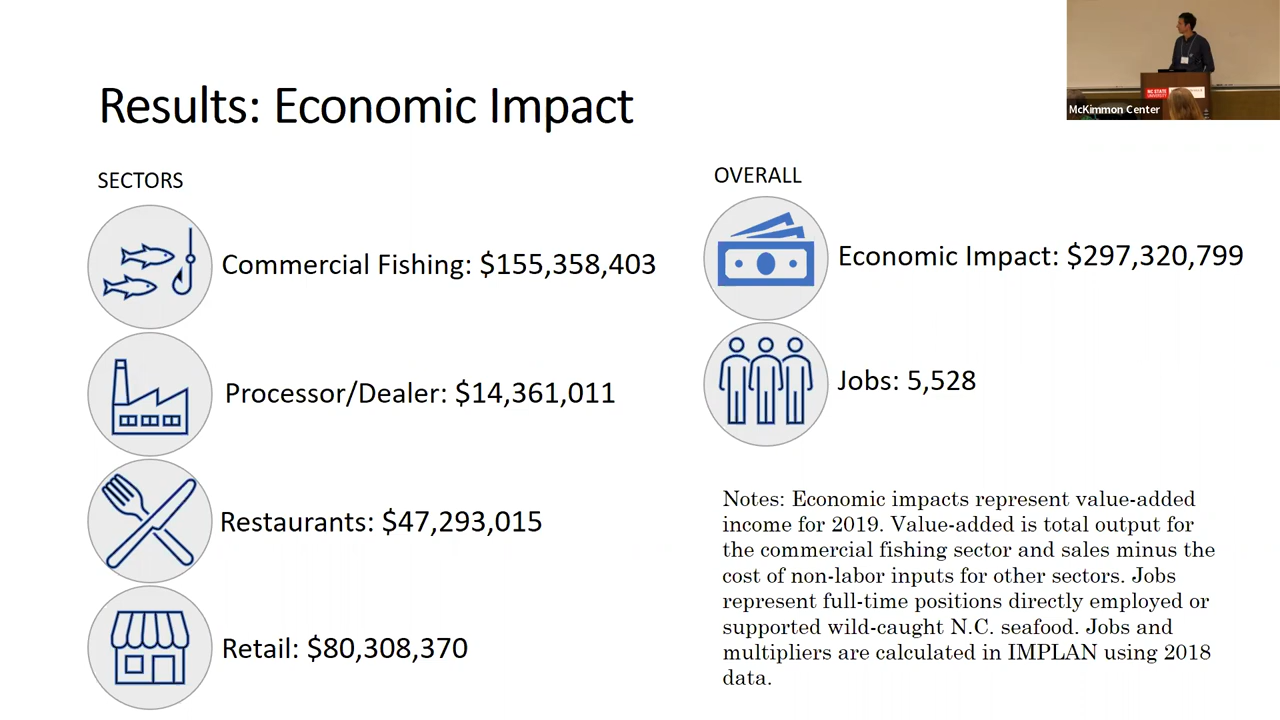 Results: Economic Impact
SECTORS
Commercial Fishing: $155,358,403
Processor/Dealer: $14,361,011
Restaurants: $47,293,015
Retail: $80,308,370
OVERALL
Economic Impact: $297,320,799
Jobs: 5,528
Notes: Economic impacts represent value-added
income for 2019. Value-added is total output for
the commercial fishing sector and sales minus the
cost of non-labor inputs for other sectors. Jobs
represent full-time positions directly employed or
supported wild-caught N.C. seafood. Jobs and
multipliers are calculated in IMPLAN using 2018
data.
NC STATE
UNIVERSITY
McKimmon Center